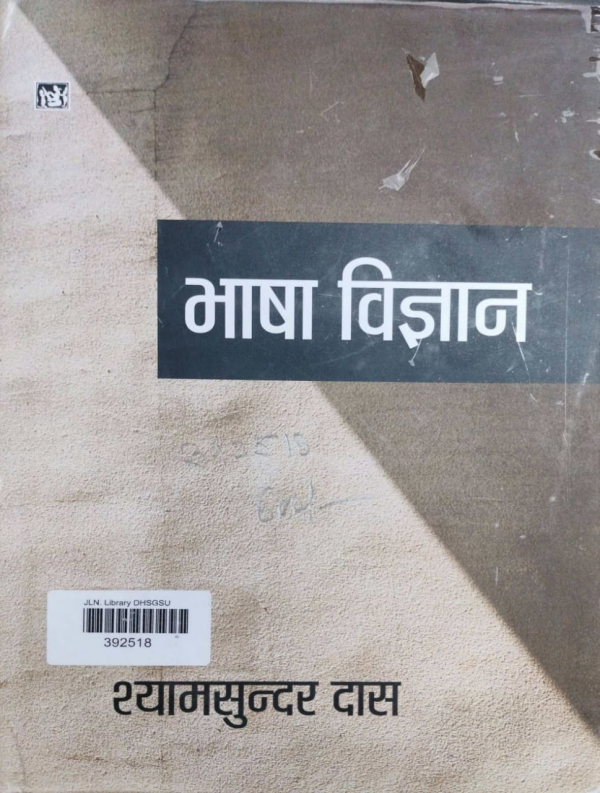 भाषा विज्ञान
JLN. Library DHSGSU
392518
श्यामसुन्दर दास